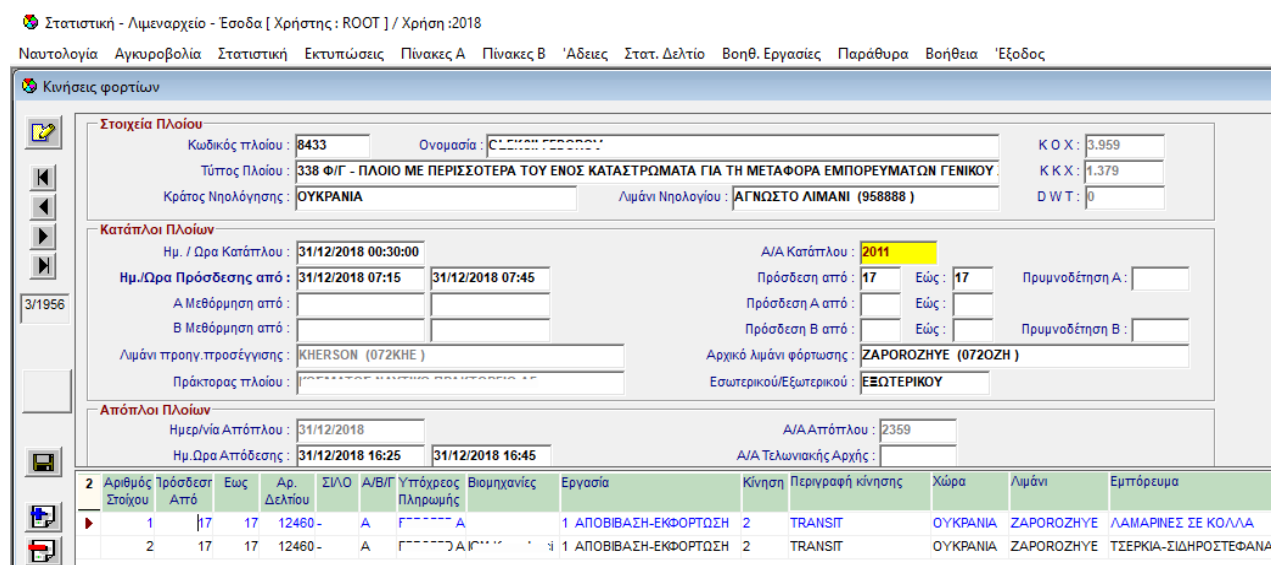 Στατιστική - Λιμεναρχείο - Έσοδα [ Χρήστης : ROOT ] / Χρήση :2018
Ναυτολογία Αγκυροβολία Στατιστική Εκτυπώσεις Πίνακες Α Πίνακες Β 'Αδειες Στατ. Δελτίο Βοηθ. Εργασίες Παράθυρα Βοήθεια 'Εξοδος
Κινήσεις φορτίων
Στοιχεία Πλοίου
Κωδικός πλοίου : 8433 Ονομασία : Κ Ο Χ : 3.959
Τύπος Πλοίου : 338 Φ/Γ - ΠΛΟΙΟ ΜΕ ΠΕΡΙΣΣΟΤΕΡΑ ΤΟΥ ΕΝΟΣ ΚΑΤΑΣΤΡΩΜΑΤΑ ΓΙΑ ΤΗ ΜΕΤΑΦΟΡΑ ΕΜΠΟΡΕΥΜΑΤΩΝ ΓΕΝΙΚΟΥ Κ Κ Χ : 1.379
Κράτος Νηολόγησης : ΟΥΚΡΑΝΙΑ Λιμάνι Νηολογίου : ΑΓΝΩΣΤΟ ΛΙΜΑΝΙ (958888 ) D W T : 0
Κατάπλοι Πλοίων
Ημ. / Ωρα Κατάπλου : 31/12/2018 00:30:00 Α/Α Κατάπλου : 2011
Ημ./Ωρα Πρόσδεσης από : 31/12/2018 07:15 31/12/2018 07:45 Πρόσδεση από : 17 Εώς : 17 Πρυμνοδέτηση Α :
3/1956 Α Μεθόρμηση από : Πρόσδεση Α από : Εώς :
Β Μεθόρμηση από : Πρόσδεση Β από : Εώς : Πρυμνοδέτηση Β :
Λιμάνι προηγ.προσέγγισης : KHERSON (072KHE ) Αρχικό λιμάνι φόρτωσης : ZAPOROZHYE (072OZH )
Πράκτορας πλοίου : Εσωτερικού/Εξωτερικού : ΕΞΩΤΕΡΙΚΟΥ
Απόπλοι Πλοίων
Ημερ/νία Απόπλου : 31/12/2018 Α/Α Απόπλου : 2359
Ημ.Ωρα Απόδεσης : 31/12/2018 16:25 31/12/2018 16:45 Α/Α Τελωνιακής Αρχής :
2 Αριθμός Πρόσδεση Εως Αρ. ΣΙΛΟ Α/Β/Γ Υπόχρεος Βιομηχανίες Εργασία Κίνηση Περιγραφή κίνησης Χώρα Λιμάνι Εμπόρευμα
Στοίχου Από Δελτίου Πληρωμής
1 17 17 12460 - Α Α 1 ΑΠΟΒΙΒΑΣΗ-ΕΚΦΟΡΤΩΣΗ 2 TRANSIT ΟΥΚΡΑΝΙΑ ZAPOROZHYE ΛΑΜΑΡΙΝΕΣ ΣΕ ΚΟΛΛΑ
2 17 17 12460 - Α Α 1 ΑΠΟΒΙΒΑΣΗ-ΕΚΦΟΡΤΩΣΗ 2 TRANSIT ΟΥΚΡΑΝΙΑ ZAPOROZHYE ΤΣΕΡΚΙΑ-ΣΙΔΗΡΟΣΤΕΦΑΝΑ